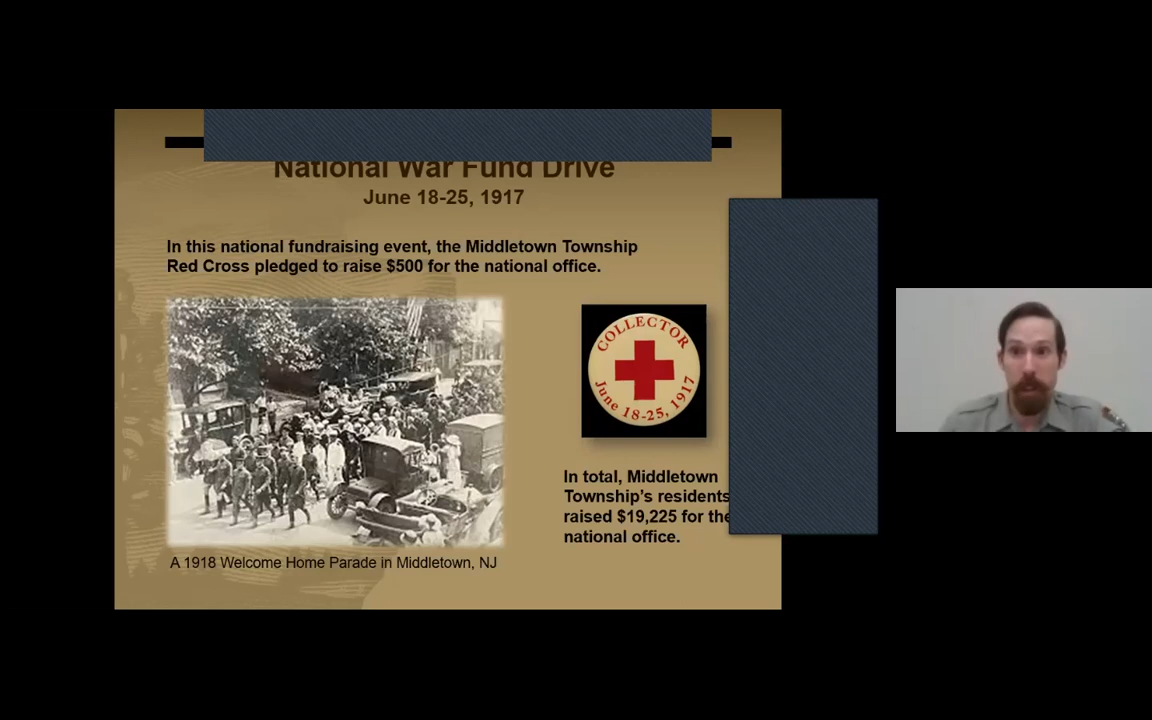 National War Fund Drive
June 18-25, 1917
In this national fundraising event, the Middletown Township
Red Cross pledged to raise $500 for the national office.
COLLECTOR
June 18-25, 1917
In total, Middletown
Township's residents
raised $19,225 for the
national office.
A 1918 Welcome Home Parade in Middletown, NJ